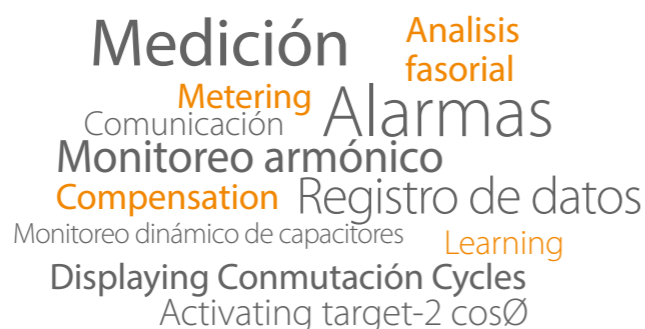 Medición
Analisis
fasorial
Metering
Alarmas
Comunicación
Monitoreo armónico
Compensation
Registro de datos
Monitoreo dinámico de capacitores
Learning
Displaying Conmutación Cycles
Activating target-2 cosØ